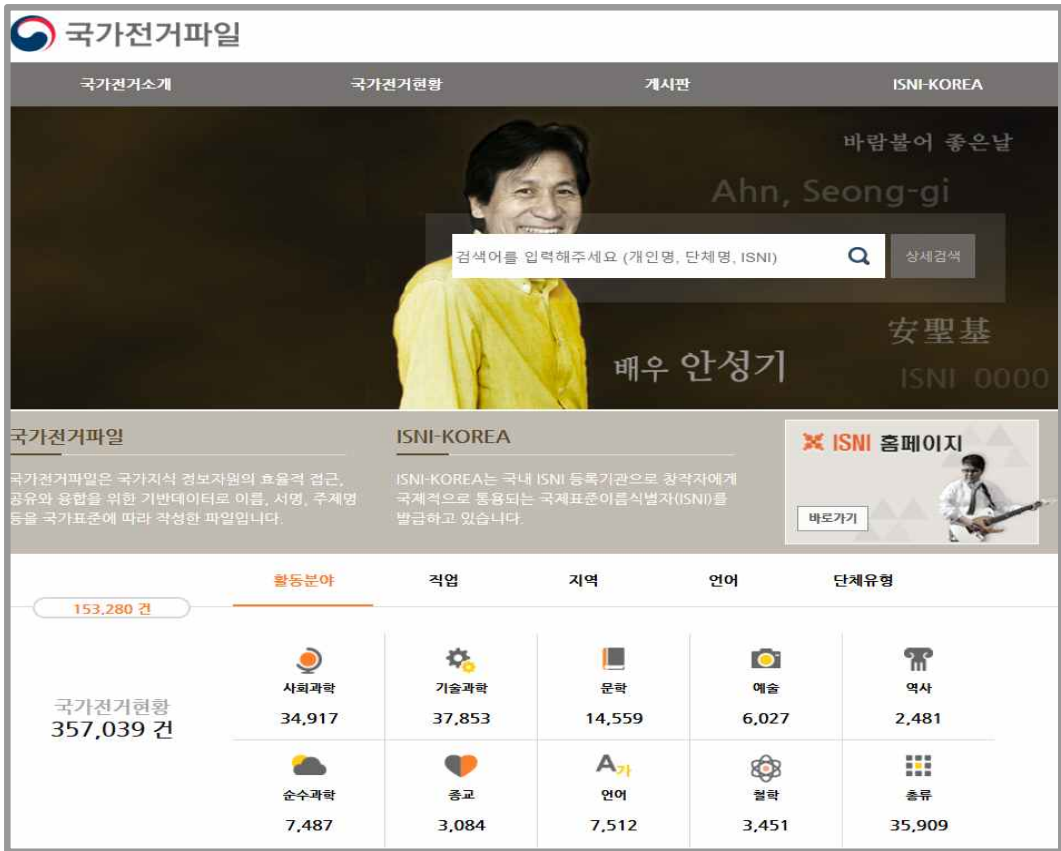 국가전거파일
국가전거소개 국가전거현황 게시판 ISNI-KOREA
바람불어 좋은날
Ahn, Seong-gi
검색어를 입력해주세요 (개인명, 단체명, ISNI) 상세검색
安聖基
배우 안성기
ISNI 0000
국가전거파일
국가전거파일은 국가지식 정보자원의 효율적 접근,
공유와 융합을 위한 기반데이터로 이름, 서명, 주제명
등을 국가표준에 따라 작성한 파일입니다.
ISNI-KOREA
ISNI-KOREA는 국내 ISNI 등록기관으로 창작자에게
국제적으로 통용되는 국제표준이름식별자(ISNI)를
발급하고 있습니다.
ISNI 홈페이지
바로가기
활동분야 직업 지역 언어 단체유형
153,280 건
국가전거현황
357,039 건
사회과학 기술과학 문학 예술 역사
34,917 37,853 14,559 6,027 2,481
순수과학 종교 언어 철학 총류
7,487 3,084 7,512 3,451 35,909